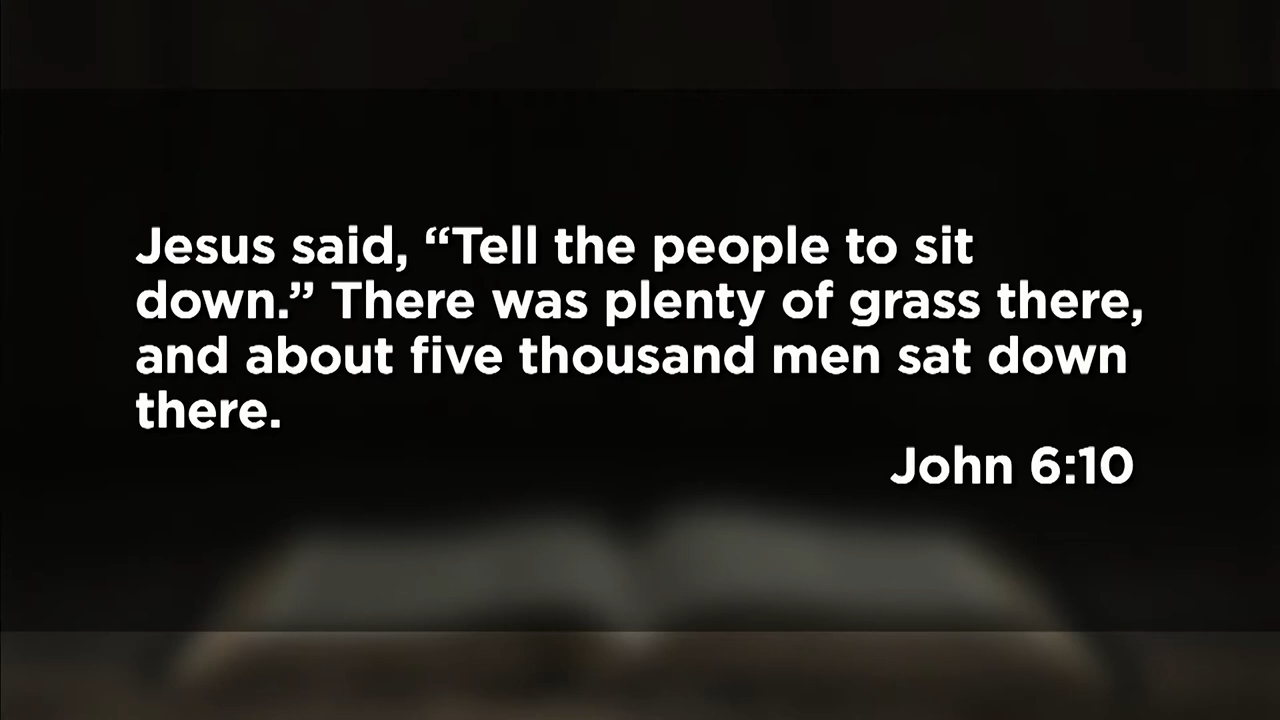 Jesus said, “Tell the people to sit
down.” There was plenty of grass there,
and about five thousand men sat down
there.
John 6:10